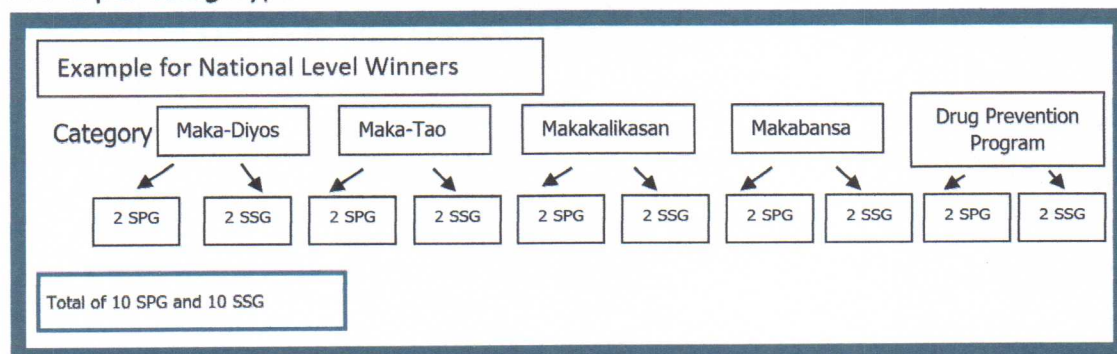 Example for National Level Winners
Category Maka-Diyos Maka-Tao Makakalikasan Makabansa Drug Prevention
Program
2 SPG 2 SSG 2 SPG 2 SSG 2 SPG 2 SSG 2 SPG 2 SSG 2 SPG 2 SSG
Total of 10 SPG and 10 SSG